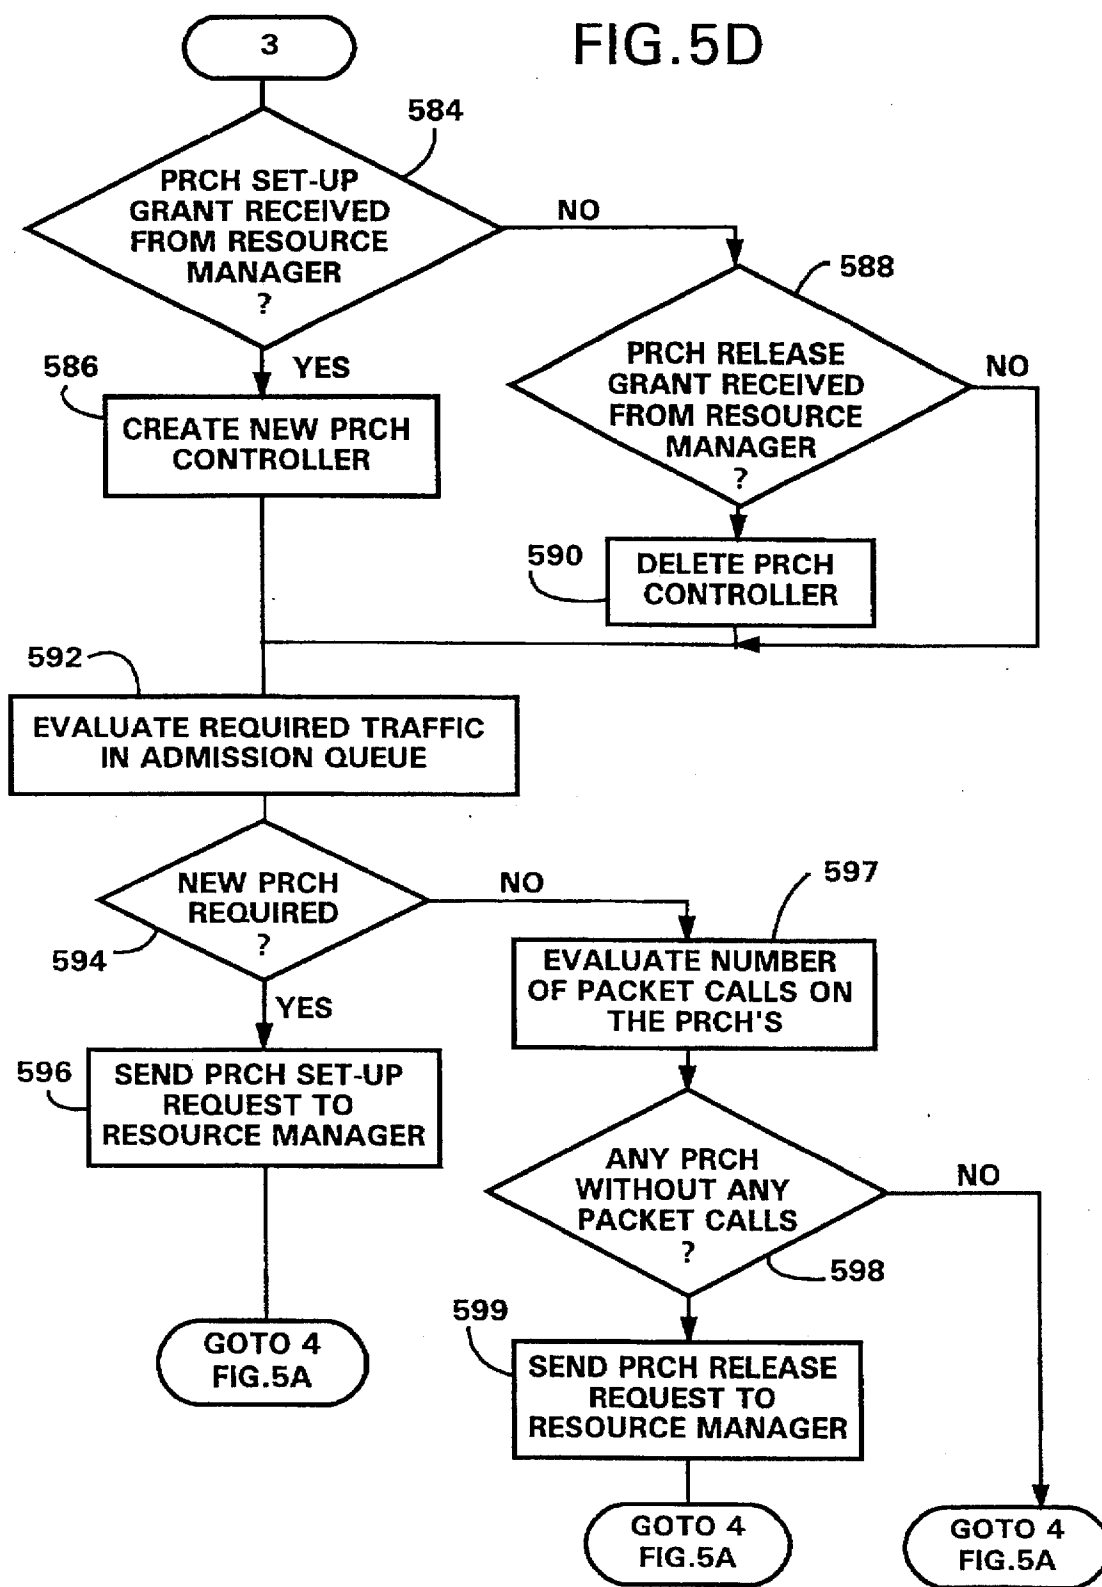 3
FIG.5D
584
PRCH SET-UP
GRANT RECEIVED
FROM RESOURCE
MANAGER
?
NO
588
PRCH RELEASE
GRANT RECEIVED
FROM RESOURCE
MANAGER
?
NO
YES
586
CREATE NEW PRCH
CONTROLLER
590
DELETE PRCH
CONTROLLER
592
EVALUATE REQUIRED TRAFFIC
IN ADMISSION QUEUE
NEW PRCH
REQUIRED
?
594
NO
597
EVALUATE NUMBER
OF PACKET CALLS ON
THE PRCH'S
YES
596
SEND PRCH SET-UP
REQUEST TO
RESOURCE MANAGER
ANY PRCH
WITHOUT ANY
PACKET CALLS
?
NO
598
599
SEND PRCH RELEASE
REQUEST TO
RESOURCE MANAGER
GOTO 4
FIG.5A
GOTO 4
FIG.5A
GOTO 4
FIG.5A